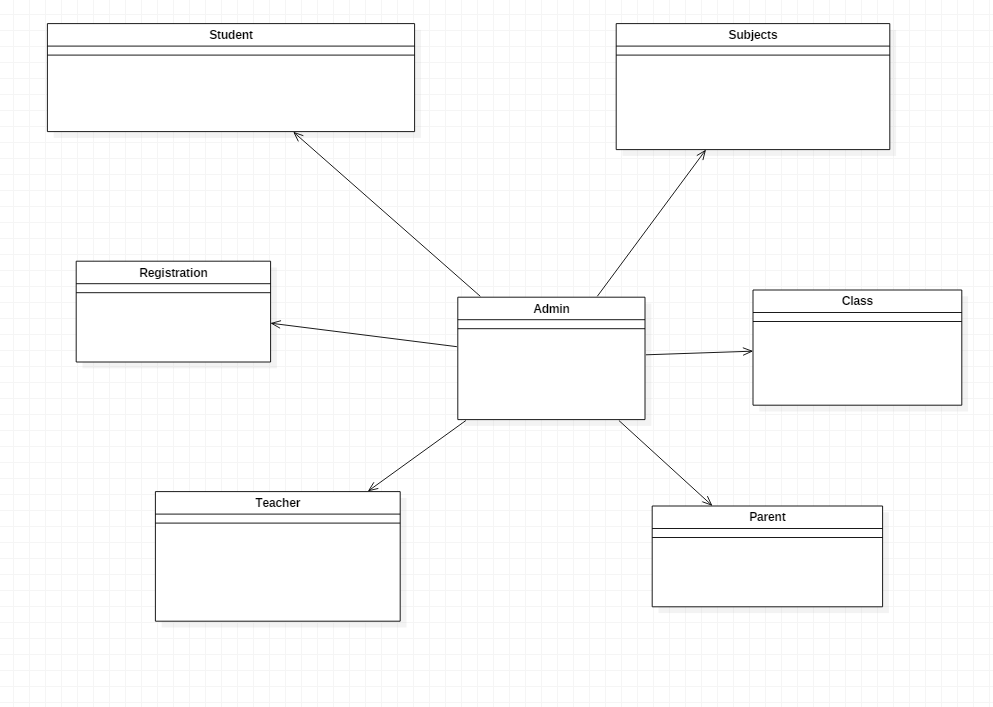 Student
Subjects
Registration
Admin
Class
Teacher
Parent